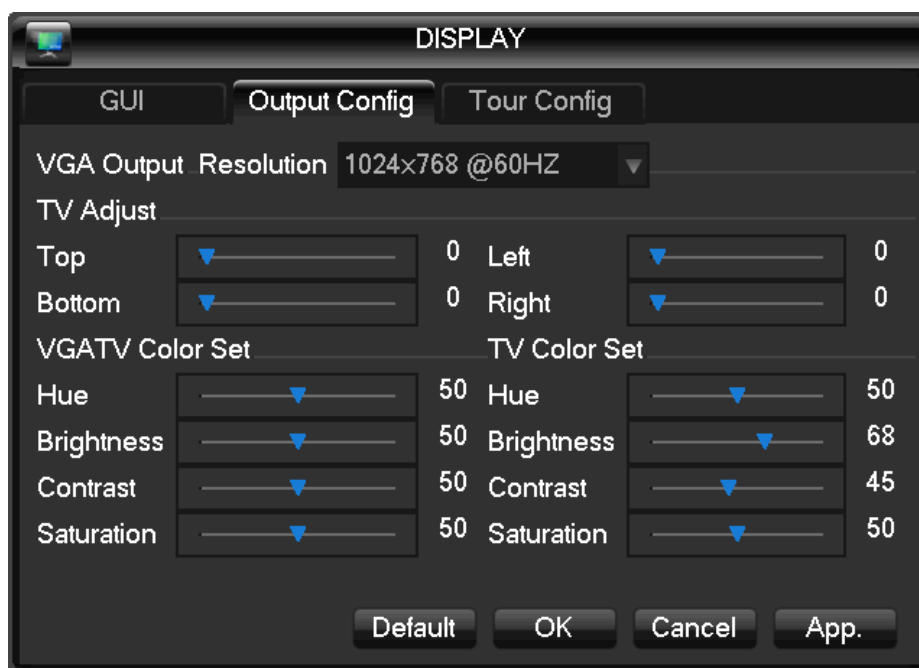 DISPLAY
GUI Output Config Tour Config
VGA Output Resolution 1024×768 @60HZ
TV Adjust
Top 0 Left 0
Bottom 0 Right 0
VGATV Color Set TV Color Set
Hue 50 Hue 50
Brightness 50 Brightness 68
Contrast 50 Contrast 45
Saturation 50 Saturation 50
Default OK Cancel App.